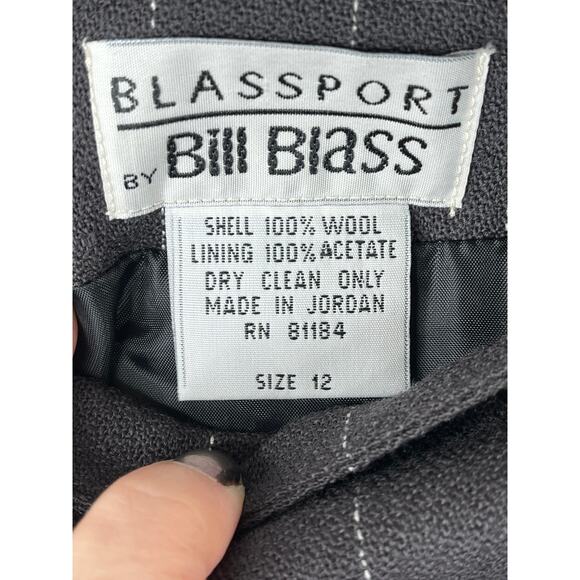 BLASSPORT
BY Bill Blass
SHELL 100% WOOL
LINING 100% ACETATE
DRY CLEAN ONLY
MADE IN JORDAN
RN 81184
SIZE 12